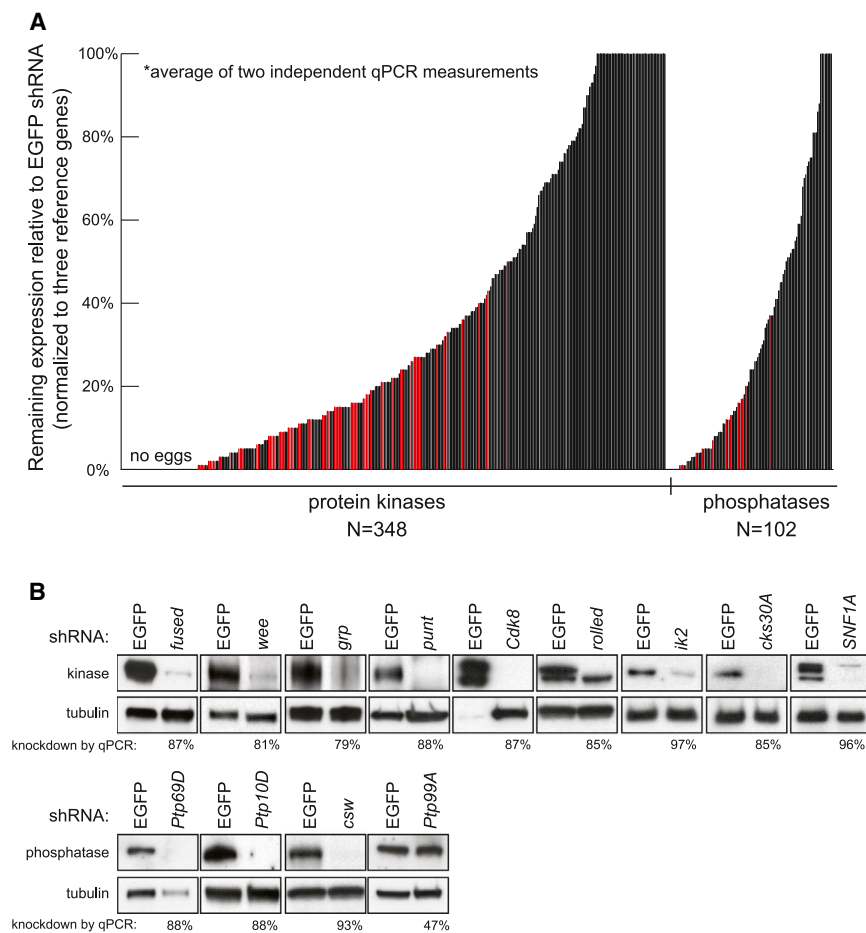 A
Remaining expression relative to EGFP shRNA
(normalized to three reference genes)
100%
80%
60%
40%
20%
0%
*average of two independent qPCR measurements
no eggs
protein kinases
N=348
phosphatases
N=102
B
shRNA: EGFP fused EGFP wee EGFP grp EGFP punt EGFP Cdk8 EGFP rolled EGFP ik2 EGFP cks30A EGFP SNF1A
kinase
tubulin
knockdown by qPCR: 87% 81% 79% 88% 87% 85% 97% 85% 96%
shRNA: EGFP Ptp69D EGFP Ptp10D EGFP csw EGFP Ptp99A
phosphatase
tubulin
knockdown by qPCR: 88% 88% 93% 47%